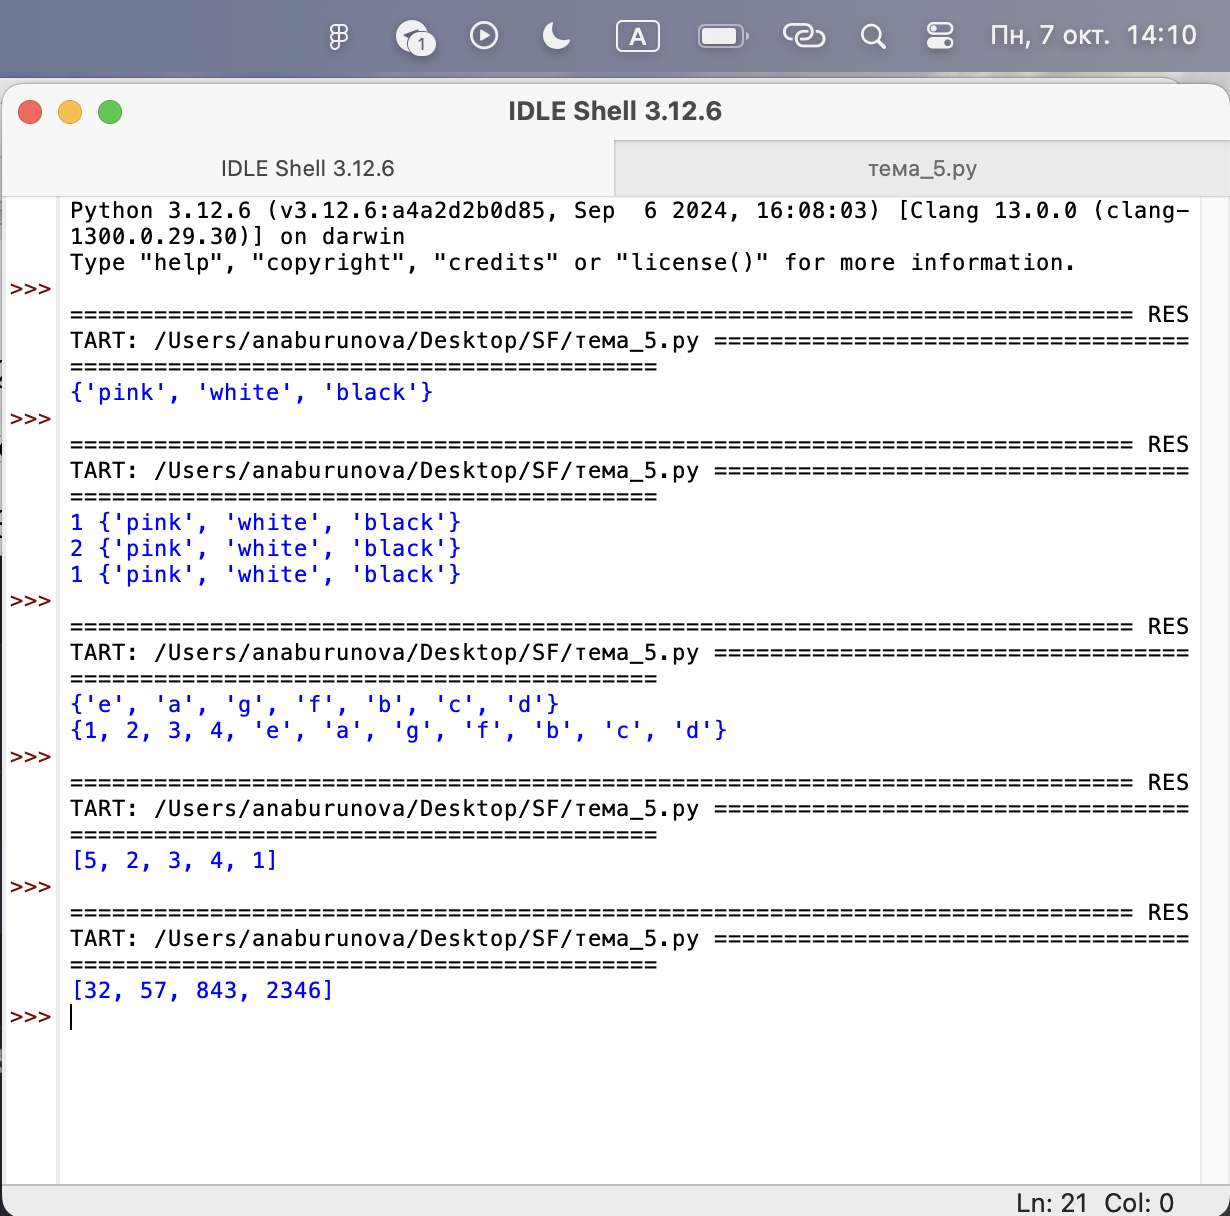 1
A
Пн, 7 окт. 14:10
IDLE Shell 3.12.6
IDLE Shell 3.12.6
тема_5.py
Python 3.12.6 (v3.12.6:a4a2d2b0d85, Sep  6 2024, 16:08:03) [Clang 13.0.0 (clang-
1300.0.29.30)] on darwin
Type "help", "copyright", "credits" or "license()" for more information.
>>>
============================================================================ RES
TART: /Users/anaburunova/Desktop/SF/тема_5.py ==================================
==========================================
{'pink', 'white', 'black'}
>>>
============================================================================ RES
TART: /Users/anaburunova/Desktop/SF/тема_5.py ==================================
==========================================
1 {'pink', 'white', 'black'}
2 {'pink', 'white', 'black'}
1 {'pink', 'white', 'black'}
>>>
============================================================================ RES
TART: /Users/anaburunova/Desktop/SF/тема_5.py ==================================
==========================================
{'e', 'a', 'g', 'f', 'b', 'c', 'd'}
{1, 2, 3, 4, 'e', 'a', 'g', 'f', 'b', 'c', 'd'}
>>>
============================================================================ RES
TART: /Users/anaburunova/Desktop/SF/тема_5.py ==================================
==========================================
[5, 2, 3, 4, 1]
>>>
============================================================================ RES
TART: /Users/anaburunova/Desktop/SF/тема_5.py ==================================
==========================================
[32, 57, 843, 2346]
>>>
Ln: 21 Col: 0